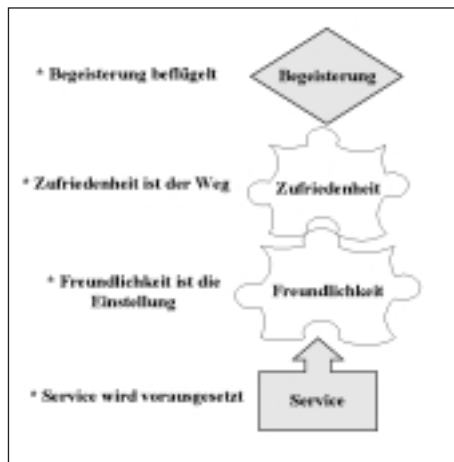 * Begeisterung beflügelt
Begeisterung
* Zufriedenheit ist der Weg
Zufriedenheit
* Freundlichkeit ist die
Einstellung
Freundlichkeit
* Service wird vorausgesetzt
Service